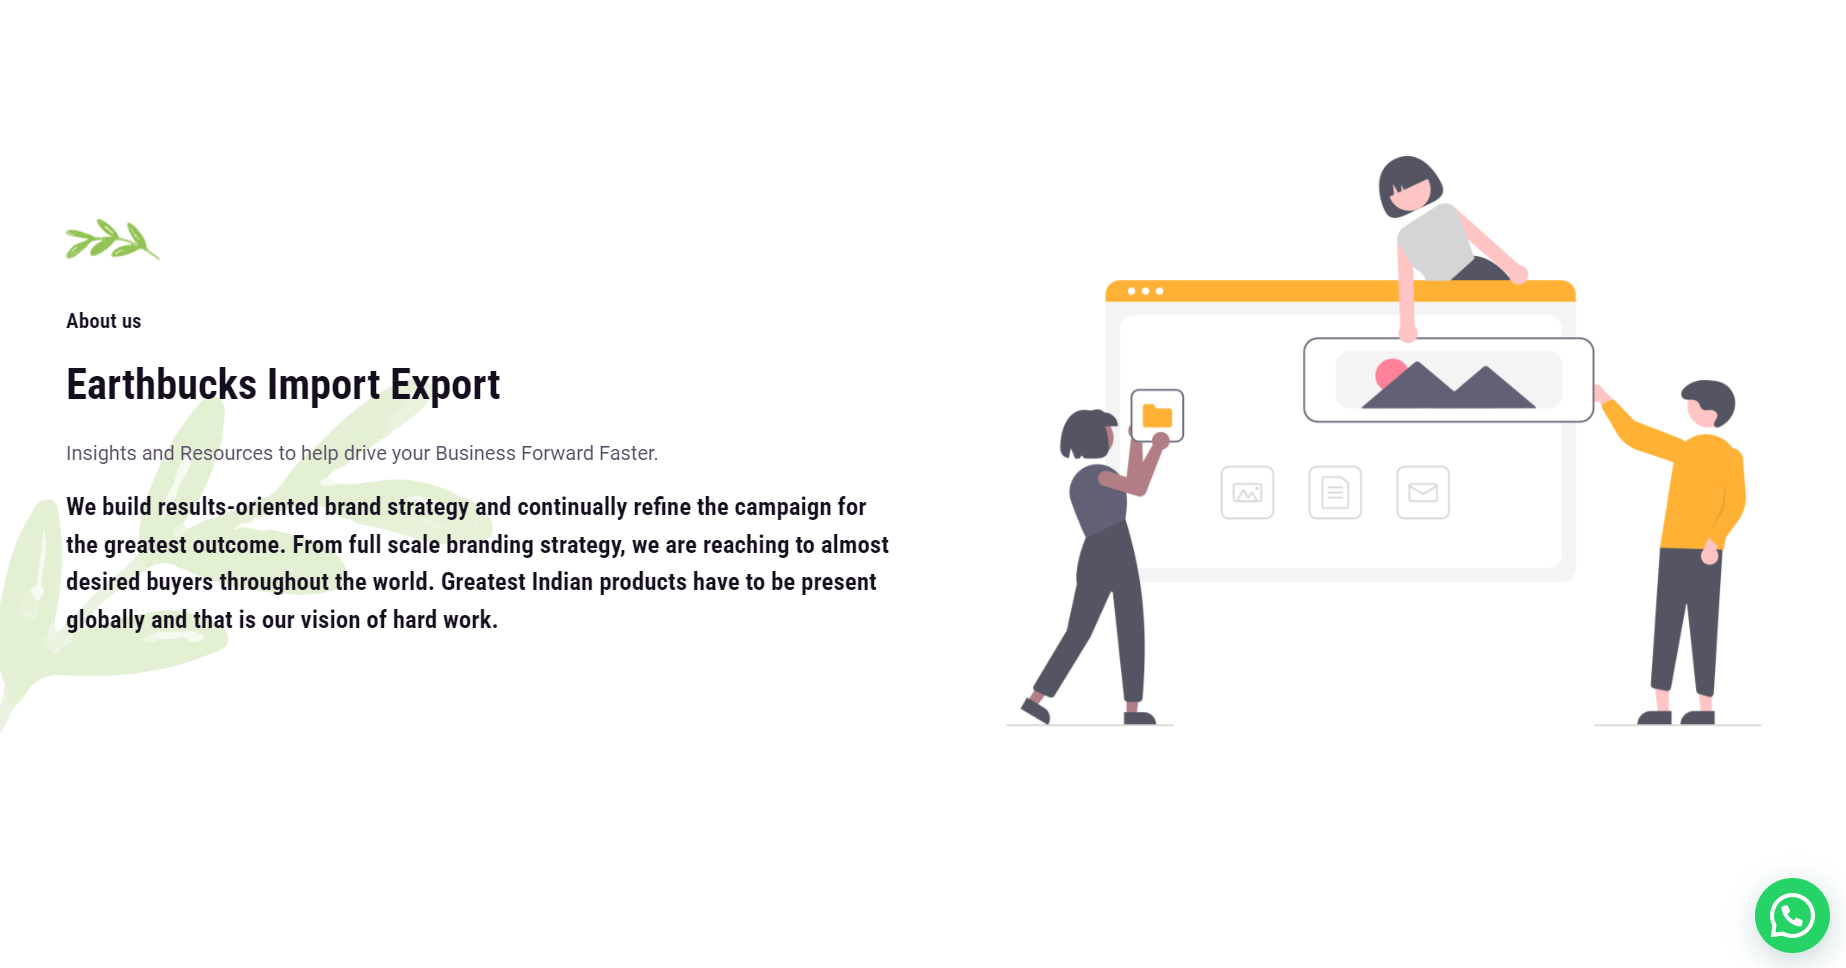 About us
Earthbucks Import Export
Insights and Resources to help drive your Business Forward Faster.
We build results-oriented brand strategy and continually refine the campaign for
the greatest outcome. From full scale branding strategy, we are reaching to almost
desired buyers throughout the world. Greatest Indian products have to be present
globally and that is our vision of hard work.